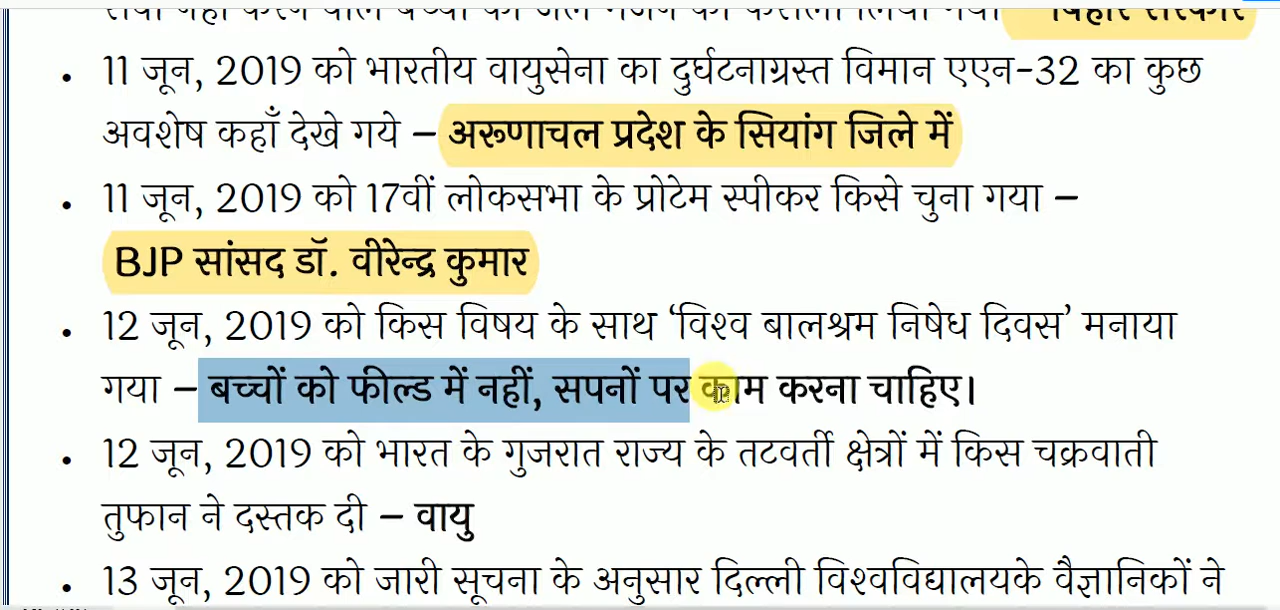 • 11 जून, 2019 को भारतीय वायुसेना का दुर्घटनाग्रस्त विमान एएन-32 का कुछ
अवशेष कहाँ देखे गये – अरूणाचल प्रदेश के सियांग जिले में
• 11 जून, 2019 को 17वीं लोकसभा के प्रोटेम स्पीकर किसे चुना गया –
BJP सांसद डॉ. वीरेन्द्र कुमार
• 12 जून, 2019 को किस विषय के साथ ‘विश्व बालश्रम निषेध दिवस’ मनाया
गया – बच्चों को फील्ड में नहीं, सपनों पर काम करना चाहिए।
• 12 जून, 2019 को भारत के गुजरात राज्य के तटवर्ती क्षेत्रों में किस चक्रवाती
तुफान ने दस्तक दी – वायु
• 13 जून, 2019 को जारी सूचना के अनुसार दिल्ली विश्वविद्यालयके वैज्ञानिकों ने